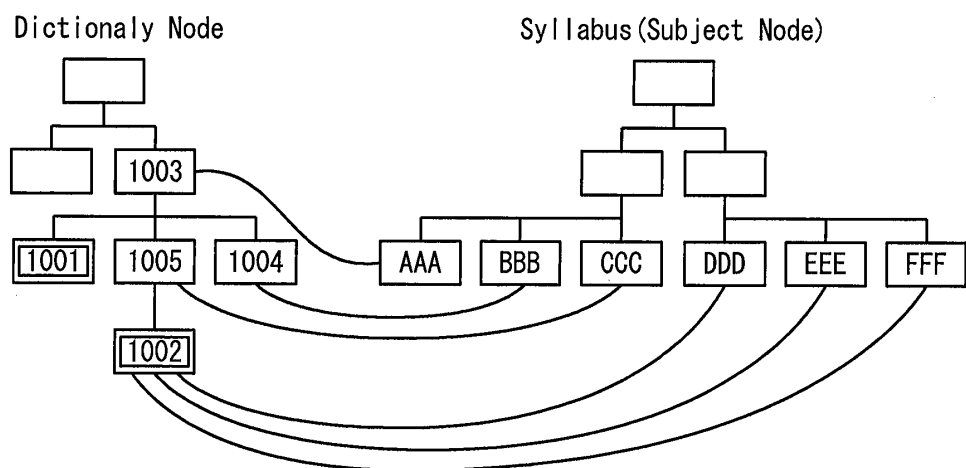 Dictionaly Node
Syllabus(Subject Node)
1003
1001
1005
1004
AAA
BBB
CCC
DDD
EEE
FFF
1002